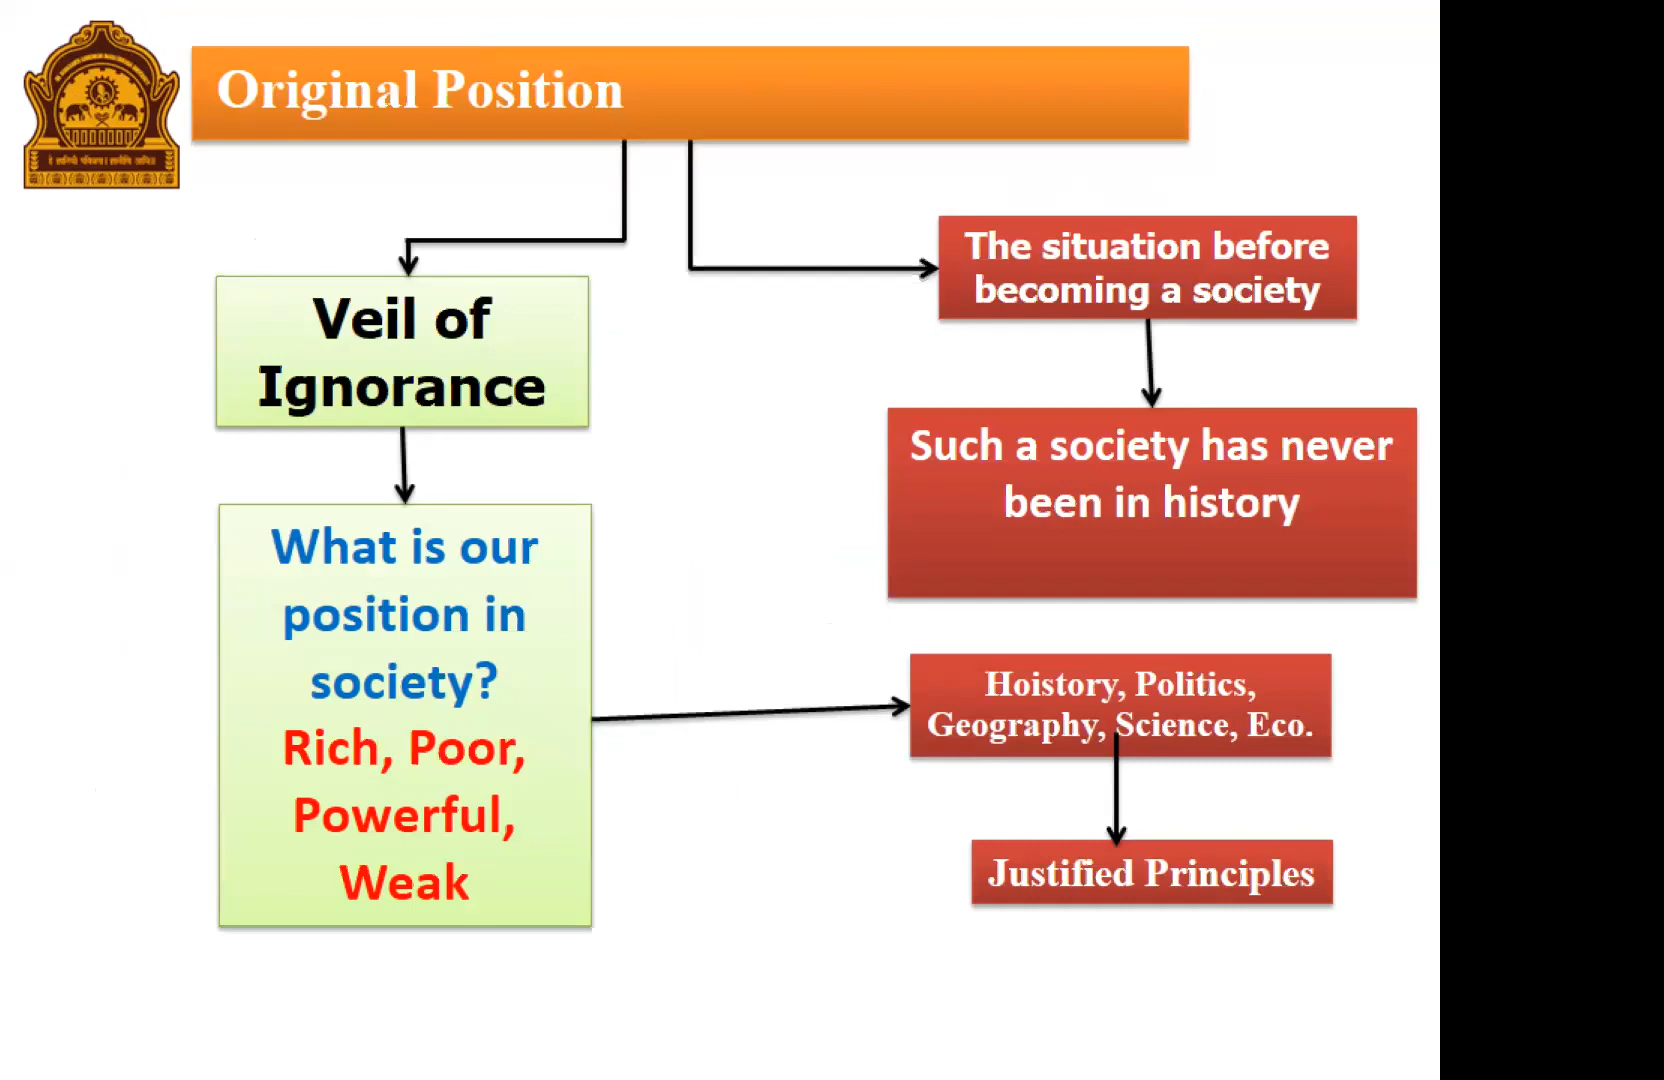 Original Position
Veil of
Ignorance
What is our
position in
society?
Rich, Poor,
Powerful,
Weak
The situation before
becoming a society
Such a society has never
been in history
Hoistory, Politics,
Geography, Science, Eco.
Justified Principles